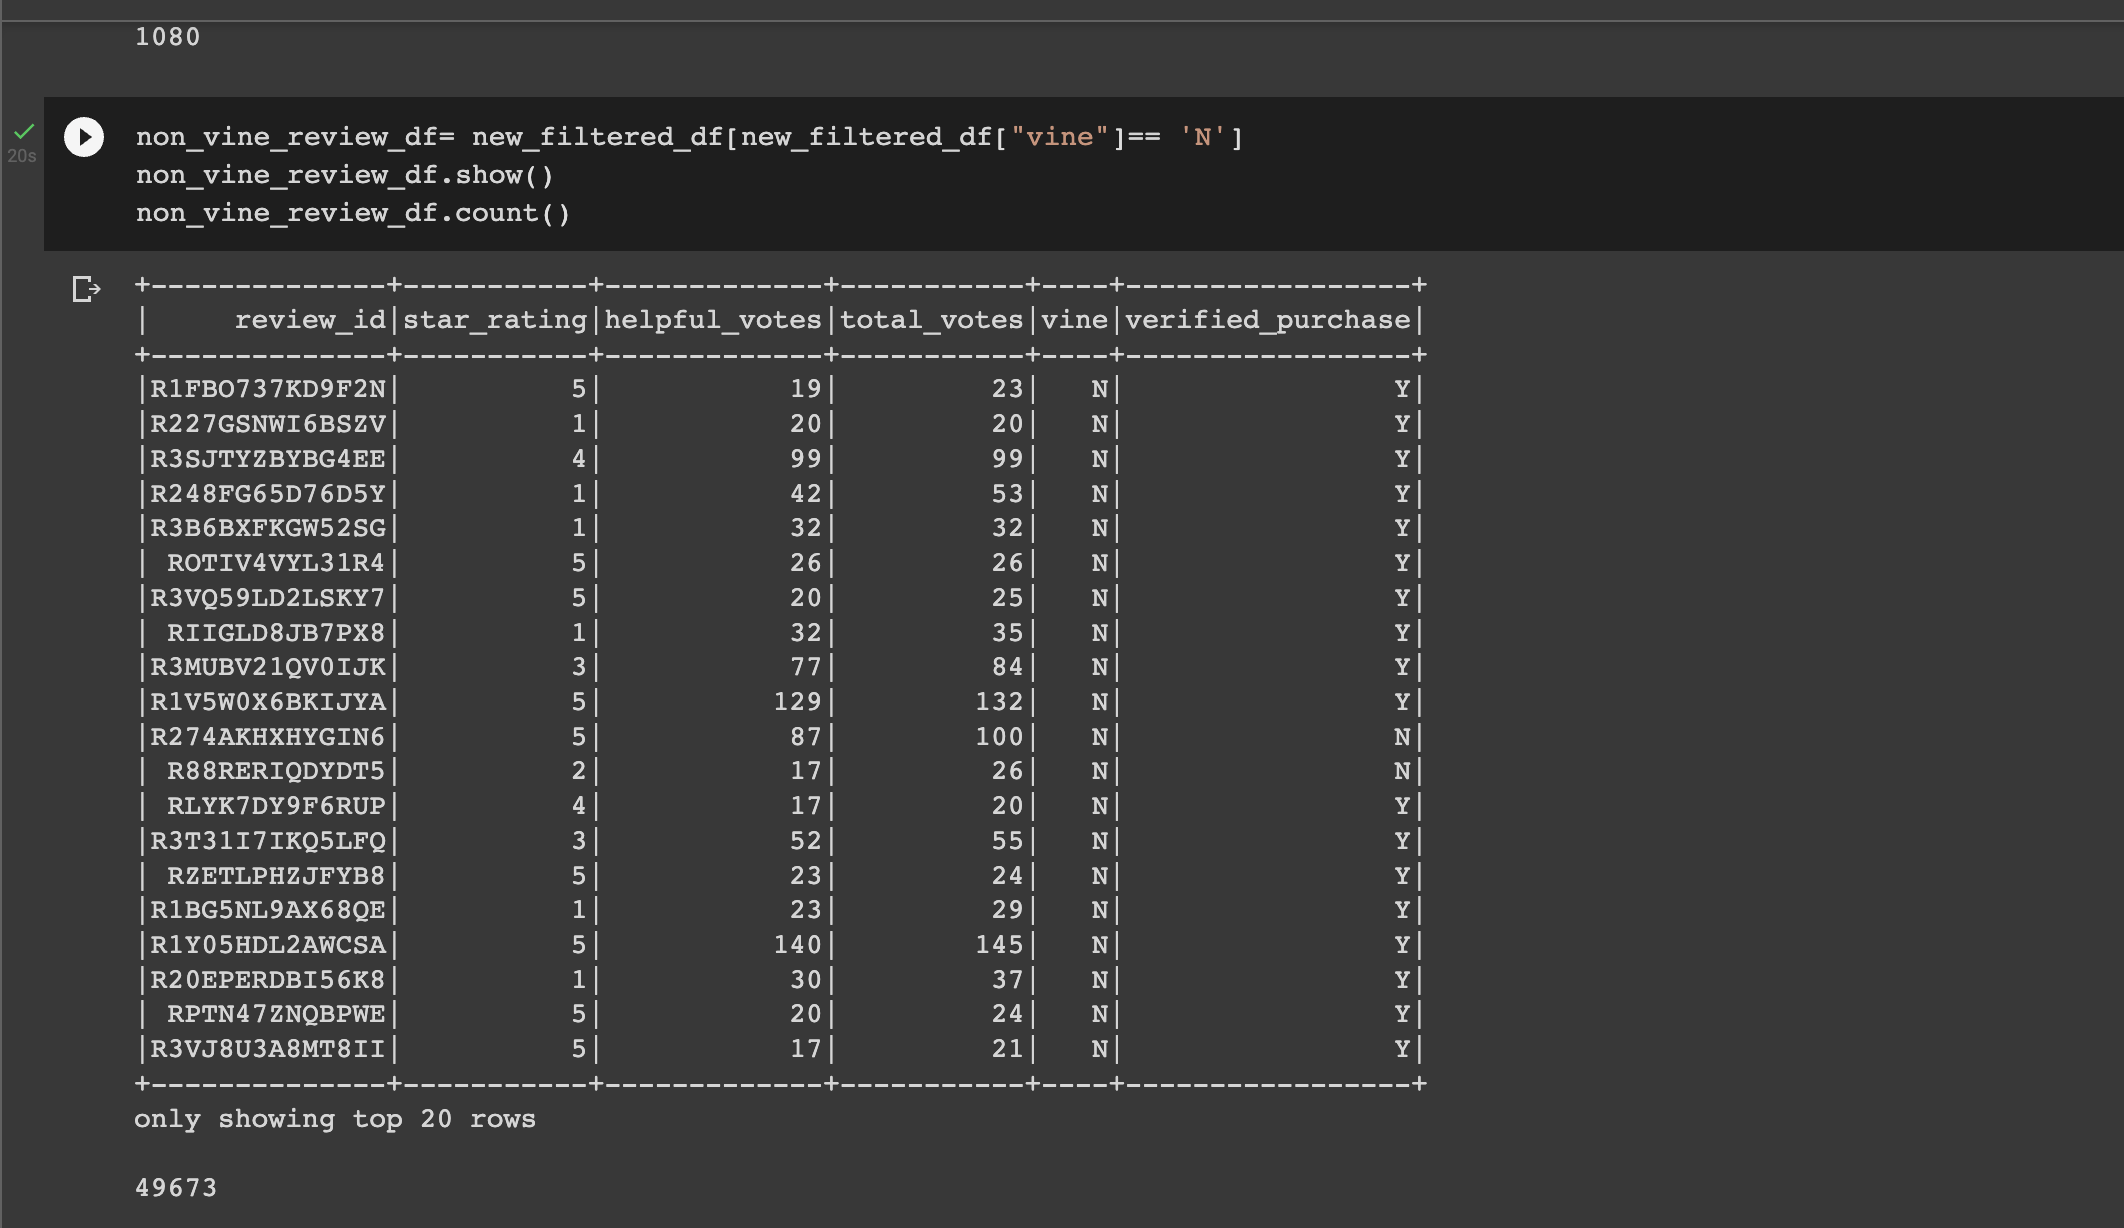 1080
20s
non_vine_review_df= new_filtered_df[new_filtered_df["vine"]== 'N']
non_vine_review_df.show()
non_vine_review_df.count()
+--------------+-----------+-------------+-----------+----+-----------------+
|     review_id|star_rating|helpful_votes|total_votes|vine|verified_purchase|
+--------------+-----------+-------------+-----------+----+-----------------+
|R1FBO737KD9F2N|          5|           19|         23|   N|                Y|
|R227GSNWI6BSZV|          1|           20|         20|   N|                Y|
|R3SJTYZBYBG4EE|          4|           99|         99|   N|                Y|
|R248FG65D76D5Y|          1|           42|         53|   N|                Y|
|R3B6BXFKGW52SG|          1|           32|         32|   N|                Y|
| ROTIV4VYL31R4|          5|           26|         26|   N|                Y|
|R3VQ59LD2LSKY7|          5|           20|         25|   N|                Y|
| RIIGLD8JB7PX8|          1|           32|         35|   N|                Y|
|R3MUBV21QV0IJK|          3|           77|         84|   N|                Y|
|R1V5W0X6BKIJYA|          5|          129|        132|   N|                Y|
|R274AKHXHYGIN6|          5|           87|        100|   N|                N|
| R88RERIQDYDT5|          2|           17|         26|   N|                N|
| RLYK7DY9F6RUP|          4|           17|         20|   N|                Y|
|R3T31I7IKQ5LFQ|          3|           52|         55|   N|                Y|
| RZETLPHZJFYB8|          5|           23|         24|   N|                Y|
|R1BG5NL9AX68QE|          1|           23|         29|   N|                Y|
|R1Y05HDL2AWCSA|          5|          140|        145|   N|                Y|
|R20EPERDBI56K8|          1|           30|         37|   N|                Y|
| RPTN47ZNQBPWE|          5|           20|         24|   N|                Y|
|R3VJ8U3A8MT8II|          5|           17|         21|   N|                Y|
+--------------+-----------+-------------+-----------+----+-----------------+
only showing top 20 rows
49673